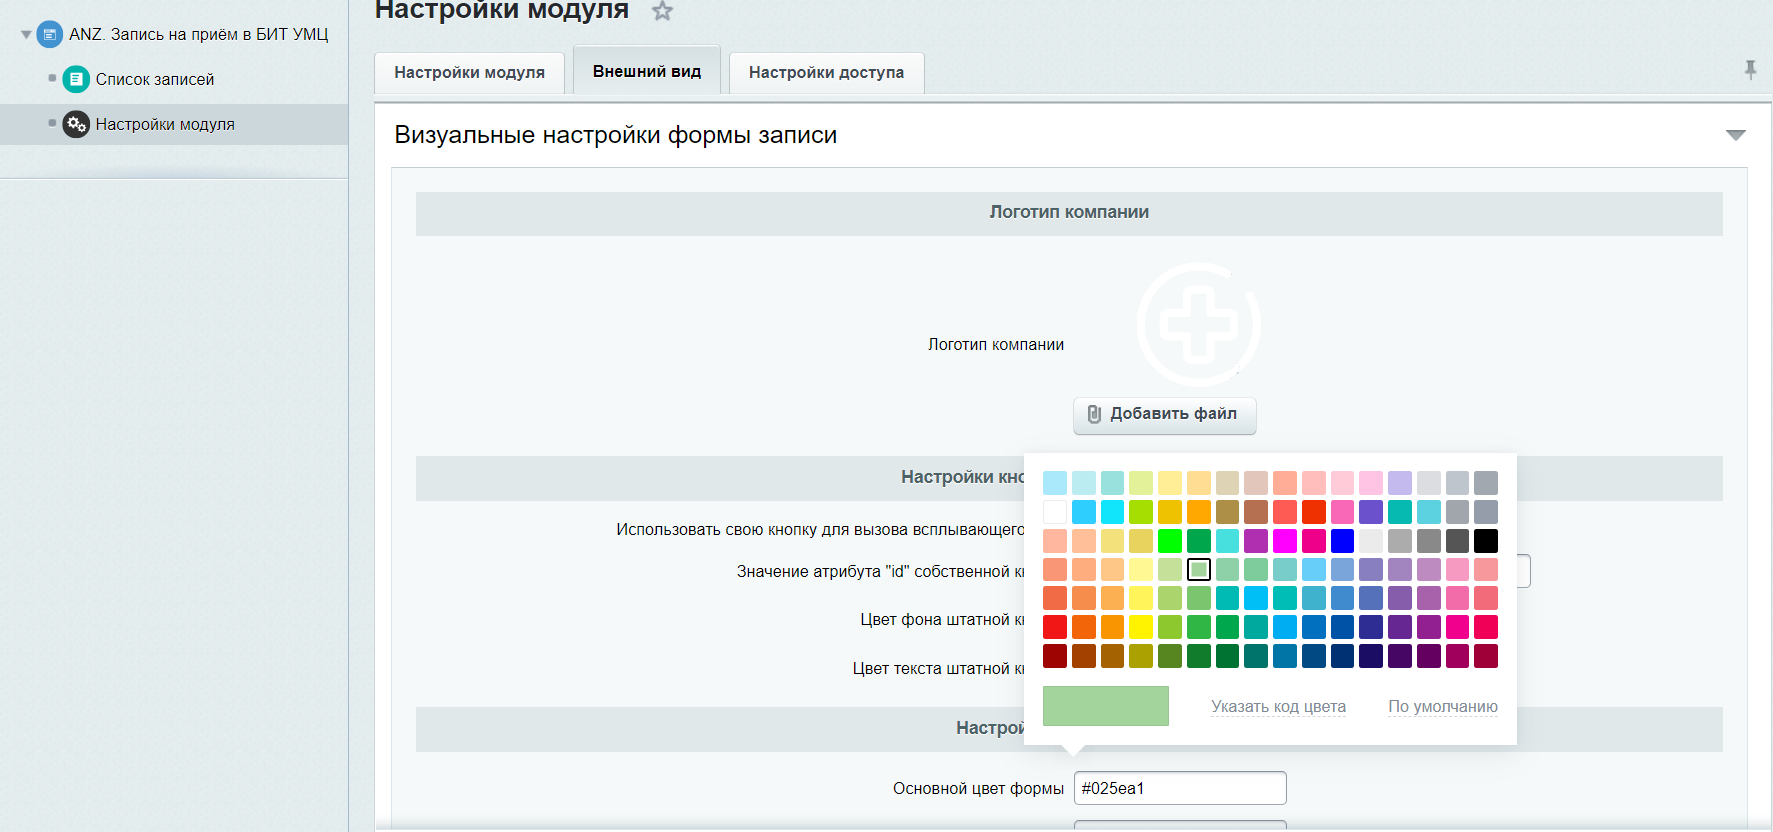 Настройки модуля
ANZ. Запись на приём в БИТ УМЦ
Список записей
Настройки модуля
Настройки модуля
Внешний вид
Настройки доступа
Визуальные настройки формы записи
Логотип компании
Логотип компании
Добавить файл
Настройки
Использовать свою кнопку для вызова всплывающего
Значение атрибута "id" собственной
Цвет фона штатной
Цвет текста штатной
Указать код цвета
По умолчанию
Основной цвет формы
#025ea1